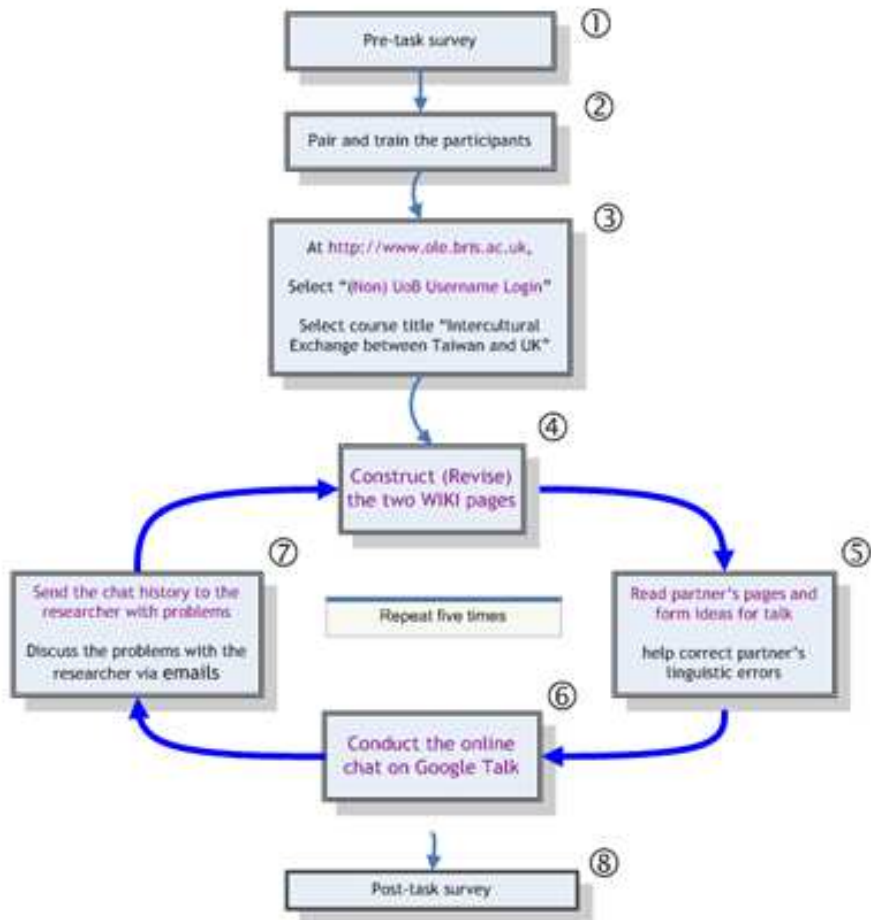 ①
Pre-task survey
②
Pair and train the participants
③
At http://www.ole.bris.ac.uk,
Select “(Non) UoB Username Login”
Select course title “Intercultural
Exchange between Taiwan and UK”
④
Construct (Revise)
the two WIKI pages
⑤
Read partner’s pages and
form ideas for talk
help correct partner’s
linguistic errors
⑥
Conduct the online
chat on Google Talk
⑦
Send the chat history to the
researcher with problems
Discuss the problems with the
researcher via emails
Repeat five times
⑧
Post-task survey